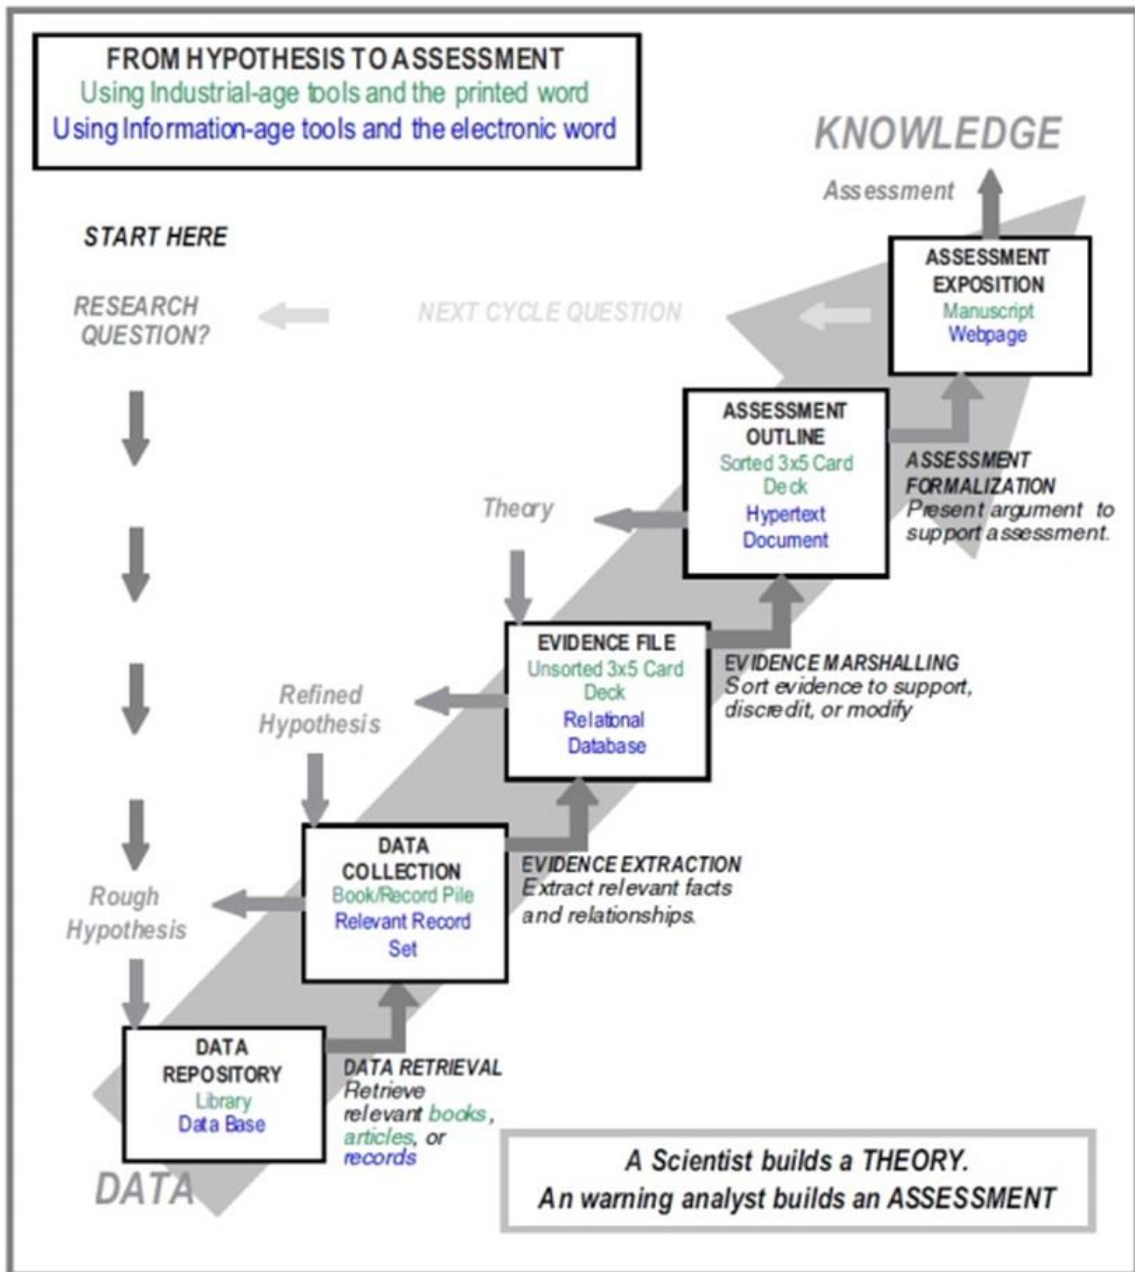 FROM HYPOTHESIS TO ASSESSMENT
Using Industrial-age tools and the printed word
Using Information-age tools and the electronic word
KNOWLEDGE
Assessment
START HERE
RESEARCH
QUESTION?
NEXT CYCLE QUESTION
ASSESSMENT
EXPOSITION
Manuscript
Webpage
ASSESSMENT
OUTLINE
Sorted 3x5 Card
Deck
Hypertext
Document
ASSESSMENT
FORMALIZATION
Present argument to
support assessment.
Theory
EVIDENCE FILE
Unsorted 3x5 Card
Deck
Relational
Database
EVIDENCE MARSHALLING
Sort evidence to support,
discredit, or modify
Refined
Hypothesis
DATA
COLLECTION
Book/Record Pile
Relevant Record
Set
EVIDENCE EXTRACTION
Extract relevant facts
and relationships.
Rough
Hypothesis
DATA
REPOSITORY
Library
Data Base
DATA RETRIEVAL
Retrieve
relevant books,
articles, or
records
DATA
A Scientist builds a THEORY.
An warning analyst builds an ASSESSMENT